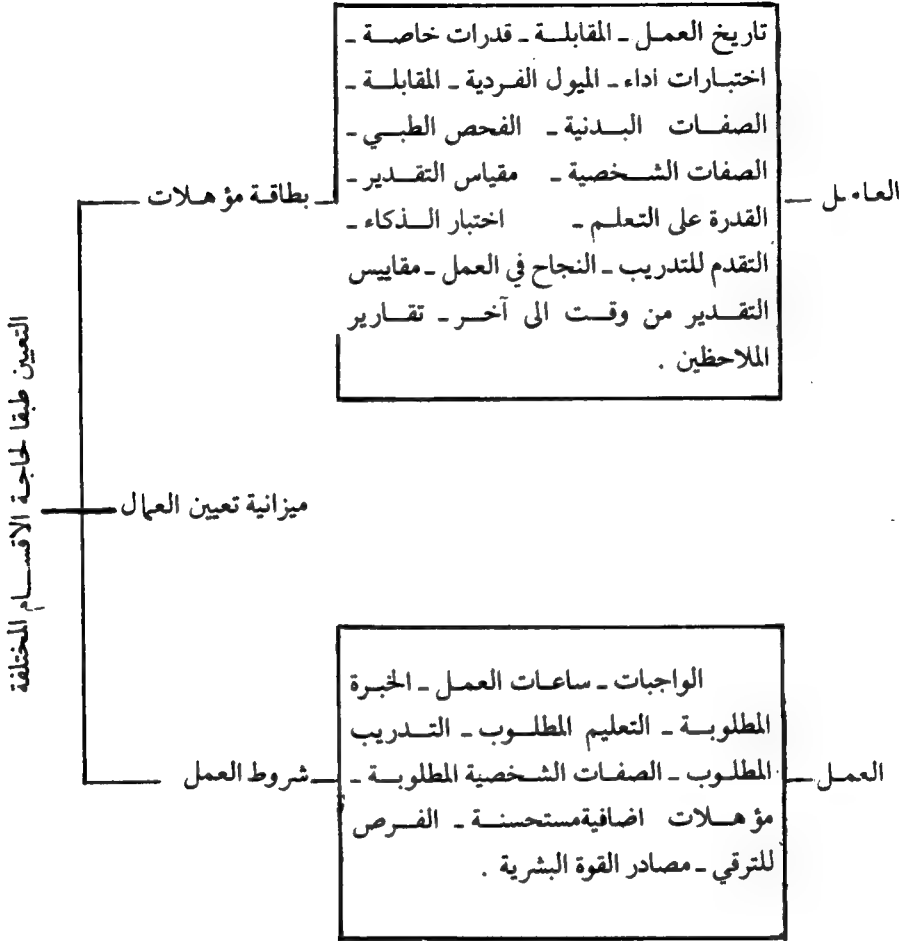 تاريخ العمل ـ المقابلة ـ قدرات خاصة ـ
اختبارات اداء ـ الميول الفردية ـ المقابلة ـ
الصفات البدنية ـ الفحص الطبي ـ
الصفات الشخصية ـ مقياس التقدير ـ
القدرة على التعلم ـ اختبار الذكاء ـ
التقدم للتدريب ـ النجاح في العمل ـ مقاييس
التقدير من وقت الى آخر ـ تقارير
الملاحظين .
العامل
بطاقة مؤهلات
ميزانية تعيين العمال
التعيين طبقا لحاجة الاقسام المختلفة
الواجبات ـ ساعات العمل ـ الخبرة
المطلوبة ـ التعليم المطلوب ـ التدريب
المطلوب ـ الصفات الشخصية المطلوبة ـ
مؤهلات اضافية مستحسنة ـ الفرص
للترقي ـ مصادر القوة البشرية .
العمل
شروط العمل